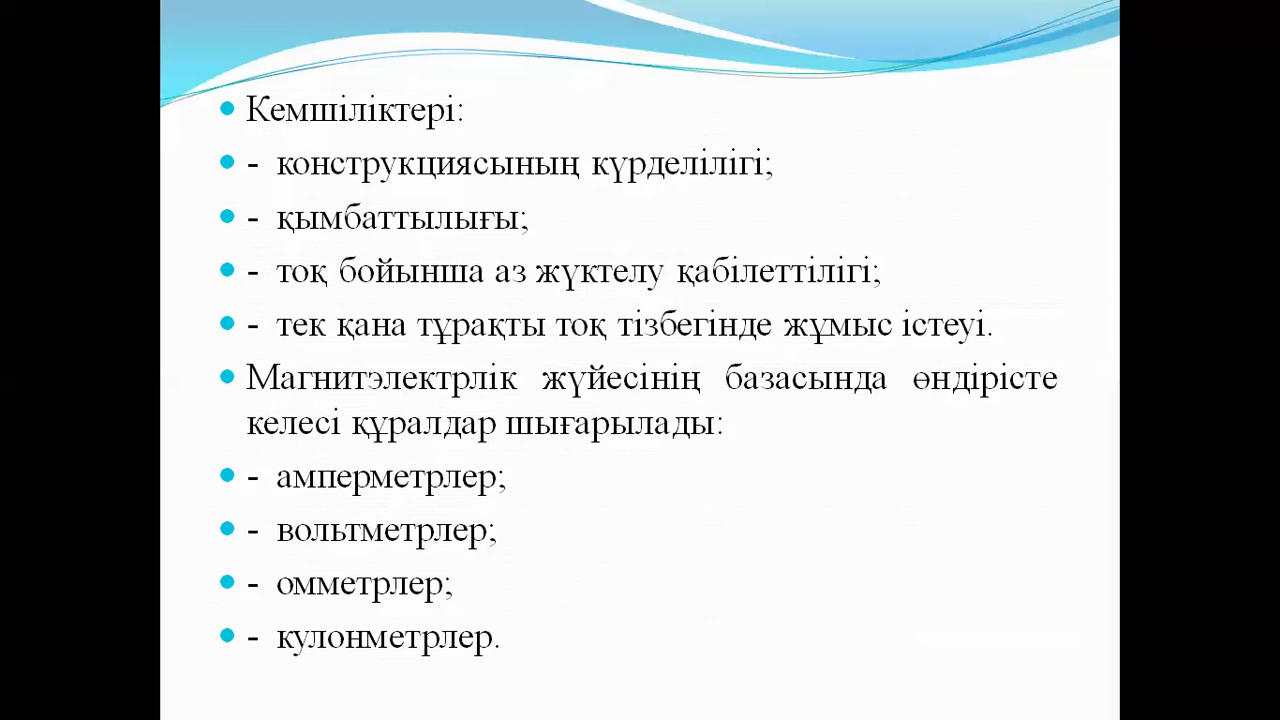 Кемшіліктері:
- конструкциясының күрделілігі;
- қымбаттылығы;
- тоқ бойынша аз жүктелу қабілеттілігі;
- тек қана тұрақты тоқ тізбегінде жұмыс істеуі.
Магнитэлектрлік жүйесінің базасында өндірісте
келесі құралдар шығарылады:
- амперметрлер;
- вольтметрлер;
- омметрлер;
- кулонметрлер.